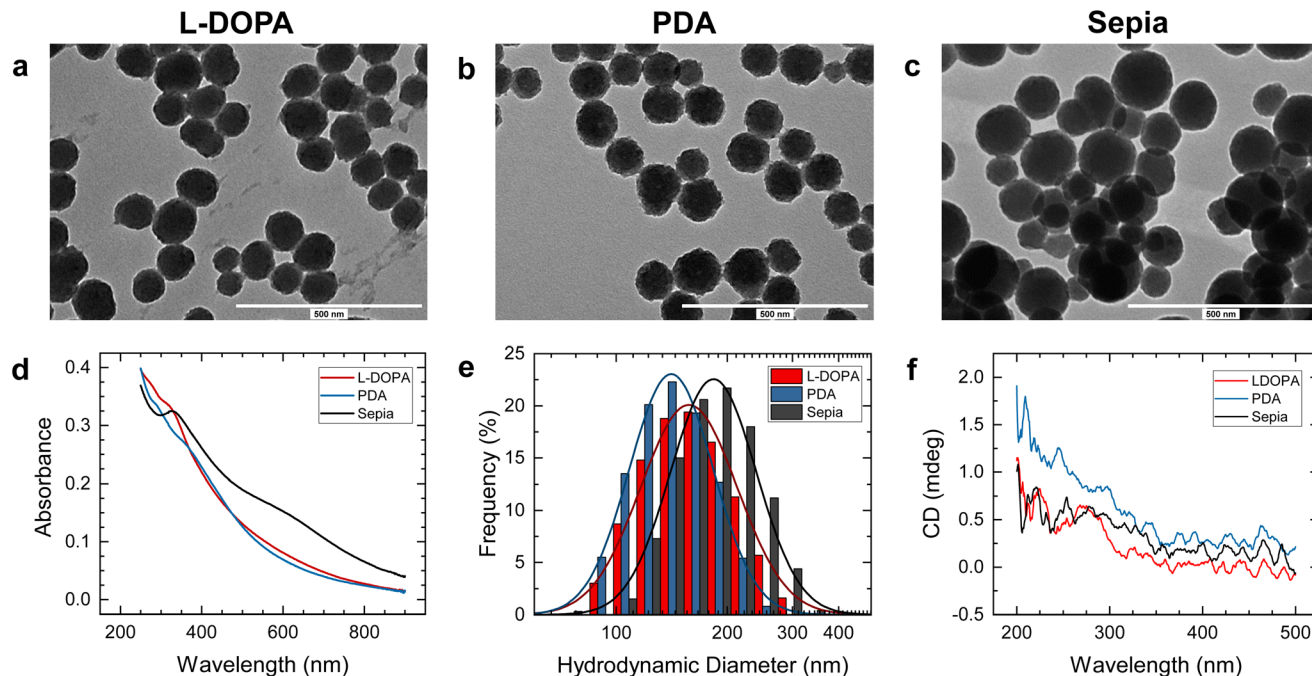 L-DOPA PDA Sepia
a b c
500 nm 500 nm 500 nm
d e f
L-DOPA
PDA
Sepia
0.4
0.3
0.2
0.1
0.0
Absorbance
200 400 600 800
Wavelength (nm)
L-DOPA
PDA
Sepia
25
20
15
10
5
0
Frequency (%)
100 200 300 400
Hydrodynamic Diameter (nm)
LDOPA
PDA
Sepia
2.0
1.5
1.0
0.5
0.0
-0.5
CD (mdeg)
200 300 400 500
Wavelength (nm)